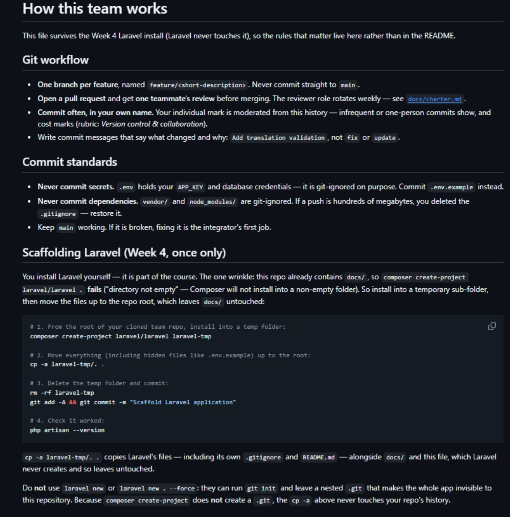 How this team works
This file survives the Week 4 Laravel install (Laravel never touches it), so the rules that matter live here rather than in the README.
Git workflow
• One branch per feature, named feature/<short-description>. Never commit straight to main.
• Open a pull request and get one teammate's review before merging. The reviewer role rotates weekly — see docs/charter.md.
• Commit often, in your own name. Your individual mark is moderated from this history — infrequent or one-person commits show, and
cost marks (rubric: Version control & collaboration).
• Write commit messages that say what changed and why: Add translation validation, not fix or update.
Commit standards
• Never commit secrets. .env holds your APP_KEY and database credentials — it is git-ignored on purpose. Commit .env.example instead.
• Never commit dependencies. vendor/ and node_modules/ are git-ignored. If a push is hundreds of megabytes, you deleted the
.gitignore — restore it.
• Keep main working. If it is broken, fixing it is the integrator's first job.
Scaffolding Laravel (Week 4, once only)
You install Laravel yourself — it is part of the course. The one wrinkle: this repo already contains docs/, so composer create-project
laravel/laravel . fails ("directory not empty" — Composer will not install into a non-empty folder). So install into a temporary sub-folder,
then move the files up to the repo root, which leaves docs/ untouched:
# 1. From the root of your cloned team repo, install into a temp folder:
composer create-project laravel/laravel laravel-tmp
# 2. Move everything (including hidden files like .env.example) up to the root:
cp -a laravel-tmp/. .
# 3. Delete the temp folder and commit:
rm -rf laravel-tmp
git add -A && git commit -m "Scaffold Laravel application"
# 4. Check it worked:
php artisan --version
cp -a laravel-tmp/. . copies Laravel's files — including its own .gitignore and README.md — alongside docs/ and this file, which Laravel
never creates and so leaves untouched.
Do not use laravel new or laravel new . --force: they can run git init and leave a nested .git that makes the whole app invisible to
this repository. Because composer create-project does not create a .git, the cp -a above never touches your repo's history.